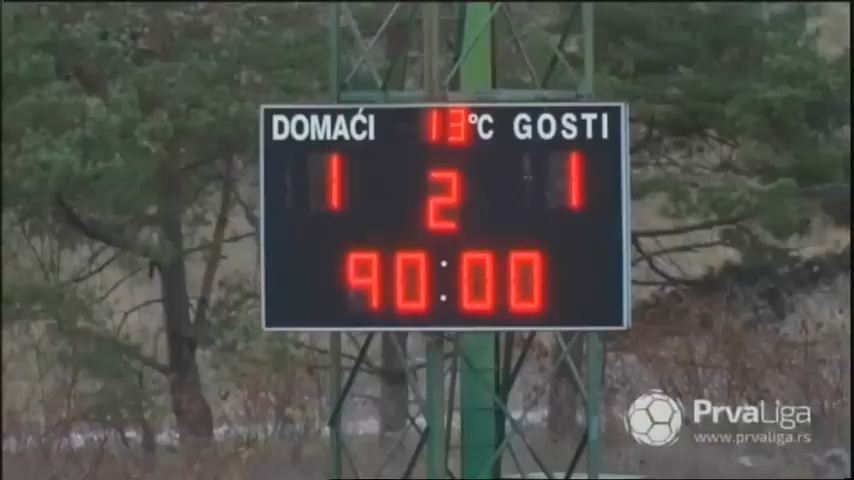 DOMAĆI 13°C GOSTI
1 2 1
90:00
PrvaLiga
www.prvaliga.rs